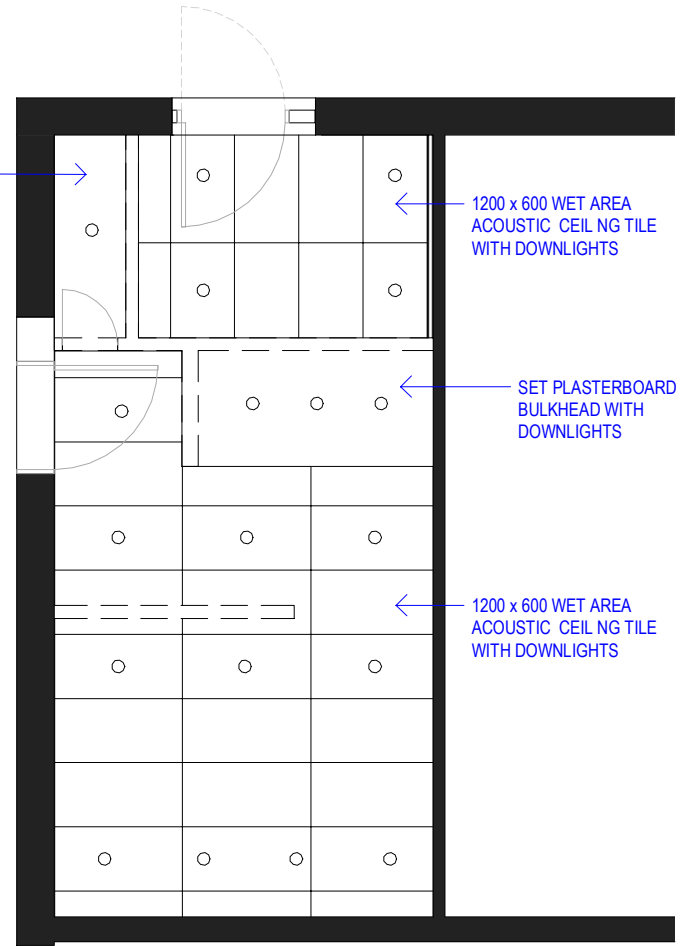 1200 x 600 WET AREA
ACOUSTIC CEIL NG TILE
WITH DOWNLIGHTS
SET PLASTERBOARD
BULKHEAD WITH
DOWNLIGHTS
1200 x 600 WET AREA
ACOUSTIC CEIL NG TILE
WITH DOWNLIGHTS